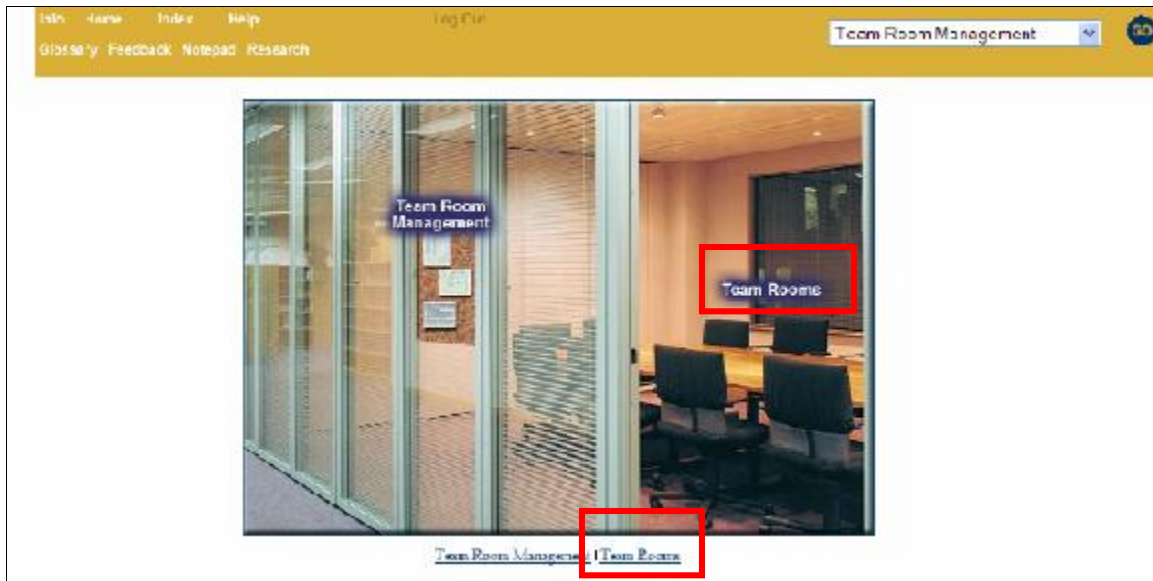 Info Home Index Help Log Out
Glossary Feedback Notepad Research
Team Room Management
GO
Team Room
Management
Team Rooms
Team Room Management | Team Rooms